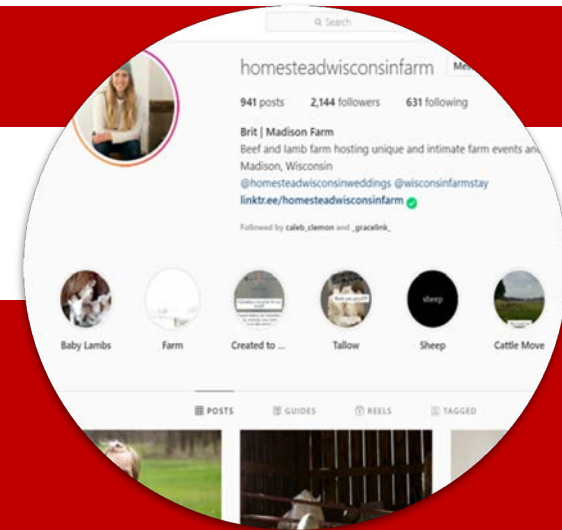 Search
homesteadwisconsinfarm
941 posts 2,144 followers 631 following
Brit | Madison Farm
Beef and lamb farm hosting unique and intimate farm events
Madison, Wisconsin
@homesteadwisconsinweddings @wisconsinfarmstay
linktr.ee/homesteadwisconsinfarm
Followed by caleb_clemon and _gracelink_
sheep
Baby Lambs Farm Created to ... Tallow Sheep Cattle Move
POSTS GUIDES REELS TAGGED